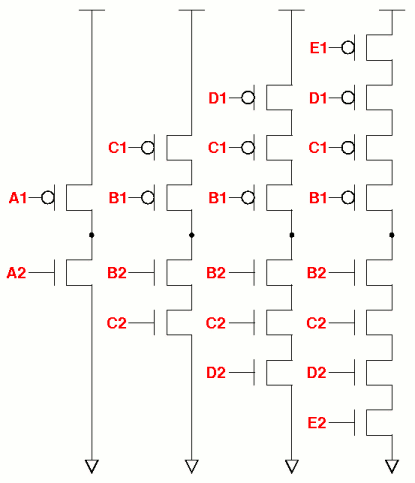 E1
D1 D1
C1 C1 C1
A1 B1 B1 B1
A2 B2 B2 B2
C2 C2 C2
D2 D2
E2